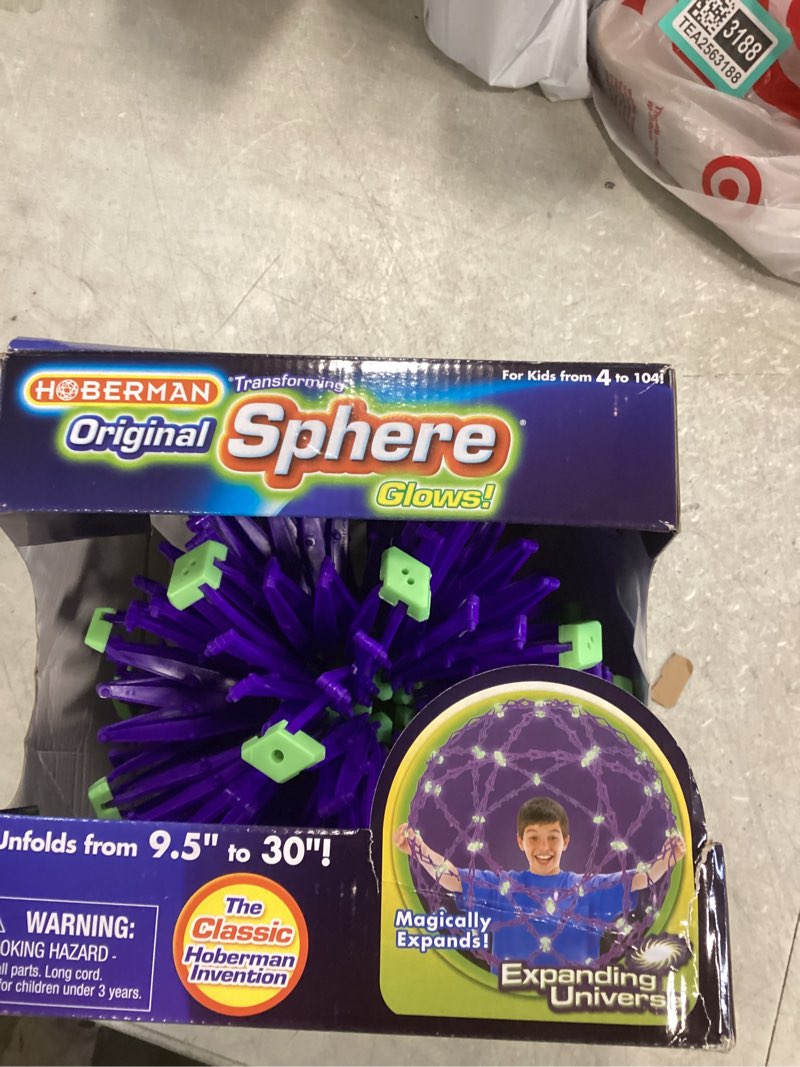 3188
TEA2563188
HOBERMAN
Transforming
For Kids from 4 to 104!
Original Sphere®
Glows!
Unfolds from 9.5" to 30"!
WARNING:
OKING HAZARD -
ll parts. Long cord.
for children under 3 years.
The
Classic
Hoberman
Invention
Magically
Expands!
Expanding
Univers